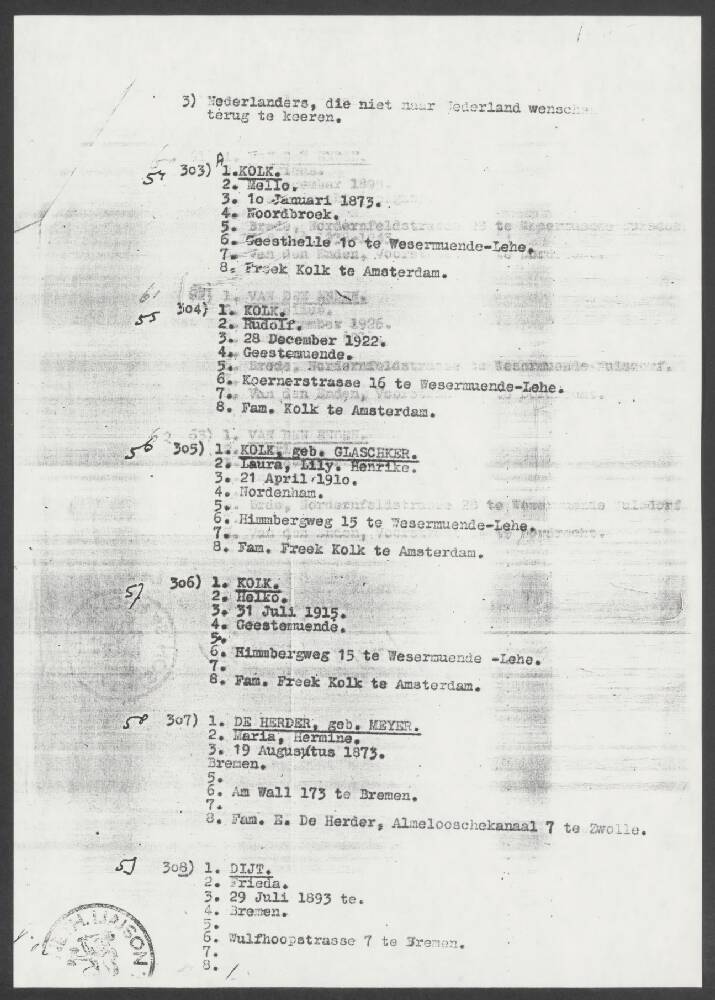 3) Nederlanders, die niet naar Nederland wensche
terug te keeren.
54 303) 1. KOLK.
2. Mello.
3. 10 Januari 1873.
4. Noordbroek.
5.
6. Geesthelle 10 te Wesermuende-Lehe.
7.
8. Freek Kolk te Amsterdam.
55 304) 1. KOLK.
2. Rudolf.
3. 28 December 1922.
4. Geestemuende.
5.
6. Koernerstrasse 16 te Wesermuende-Lehe.
7.
8. Fam. Kolk te Amsterdam.
56 305) 1. KOLK, geb. GLASCHKER.
2. Laura, Lily. Henrike.
3. 21 April 1910.
4. Nordenham.
5.
6. Himmbergweg 15 te Wesermuende-Lehe.
7.
8. Fam. Freek Kolk te Amsterdam.
57 306) 1. KOLK.
2. Heiko.
3. 31 Juli 1915.
4. Geestemuende.
5.
6. Himmbergweg 15 te Wesermuende -Lehe.
7.
8. Fam. Freek Kolk te Amsterdam.
58 307) 1. DE HERDER, geb. MEYER.
2. Maria, Hermine.
3. 19 Augusutus 1873.
Bremen.
5.
6. Am Wall 173 te Bremen.
7.
8. Fam. E. De Herder, Almelooschekanaal 7 te Zwolle.
59 308) 1. DIJT.
2. Frieda.
3. 29 Juli 1893 te.
4. Bremen.
5.
6. Wulfhoopstrasse 7 te Bremen.
7.
8.
LIAISON